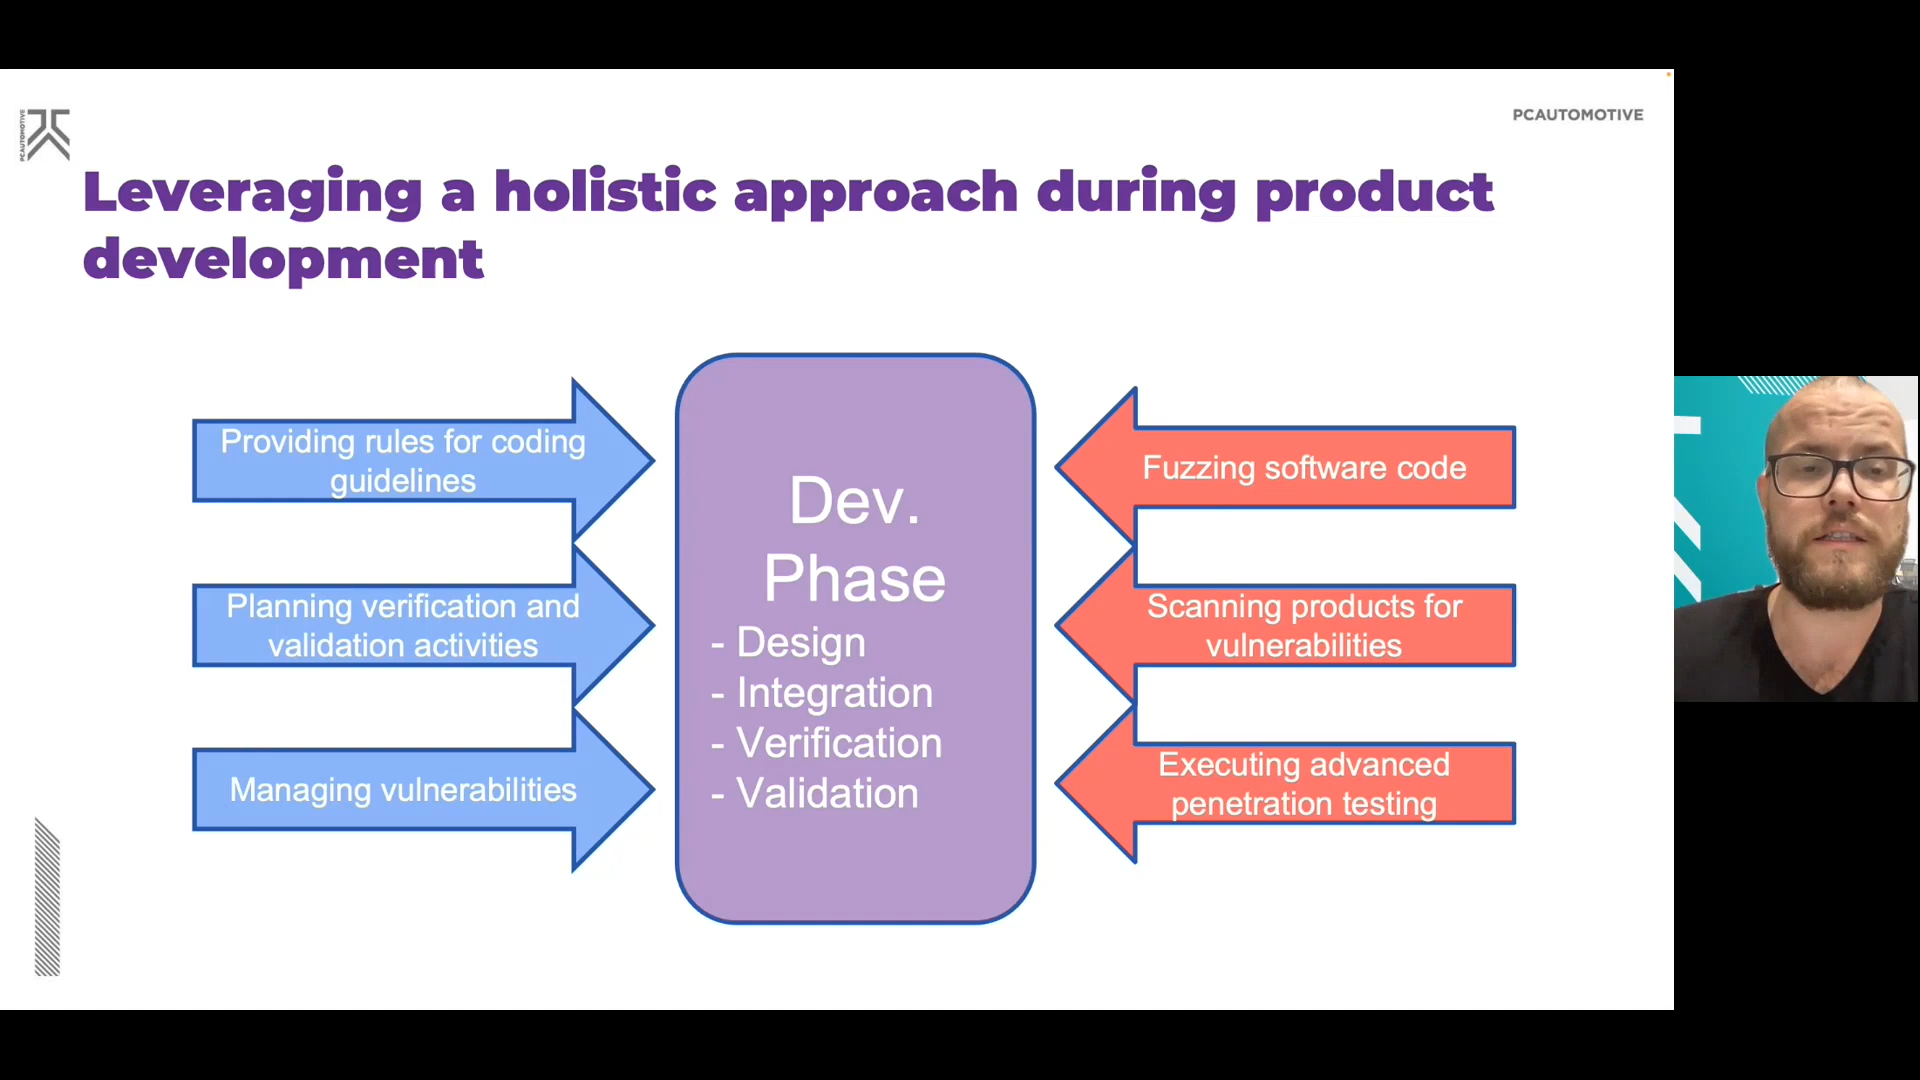 PCAUTOMOTIVE
PCAUTOMOTIVE
Leveraging a holistic approach during product
development
Providing rules for coding
guidelines
Planning verification and
validation activities
Managing vulnerabilities
Dev.
Phase
- Design
- Integration
- Verification
- Validation
Fuzzing software code
Scanning products for
vulnerabilities
Executing advanced
penetration testing